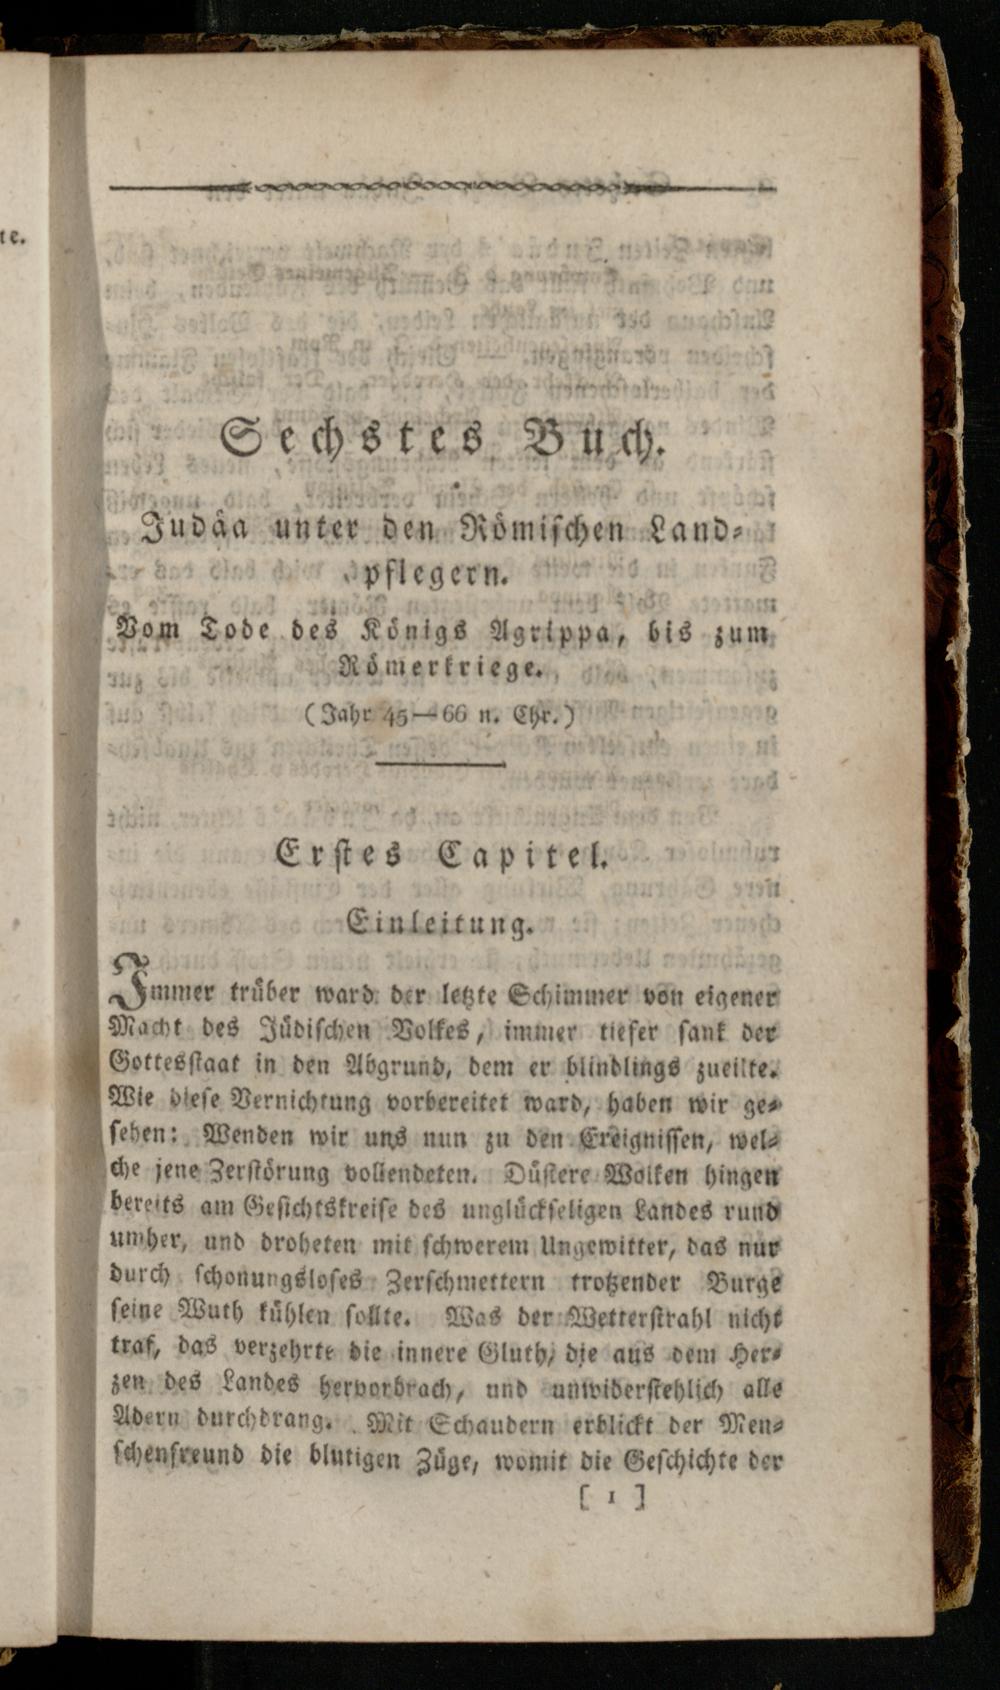 te.
Sechstes Buch.
Judäa unter den Römischen Land-
pflegern.
Vom Tode des Königs Agrippa, bis zum
Römerkriege.
(Jahr 45—66 n. Chr.)
Erstes Capitel.
Einleitung.
Immer trüber ward der letzte Schimmer von eigener
Macht des Jüdischen Volkes, immer tiefer sank der
Gottesstaat in den Abgrund, dem er blindlings zueilte.
Wie diese Vernichtung vorbereitet ward, haben wir ge-
sehen: Wenden wir uns nun zu den Ereignissen, wel-
che jene Zerstörung vollendeten. Düstere Wolken hingen
bereits am Gesichtskreise des unglückseligen Landes rund
umher, und droheten mit schwerem Ungewitter, das nur
durch schonungsloses Zerschmettern trotzender Burge
seine Wuth kühlen sollte. Was der Wetterstrahl nicht
traf, das verzehrte die innere Gluth, die aus dem Her-
zen des Landes hervorbrach, und unwiderstehlich alle
Adern durchdrang. Mit Schaudern erblickt der Men-
schenfreund die blutigen Züge, womit die Geschichte der
[ 1 ]